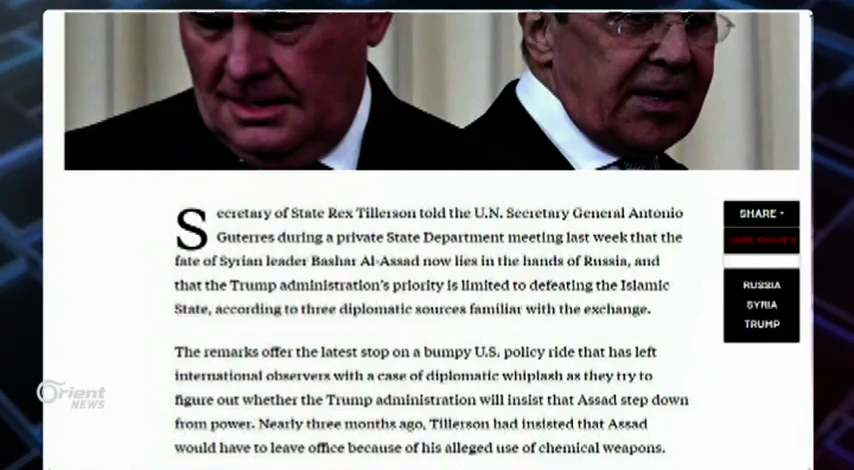 Secretary of State Rex Tillerson told the U.N. Secretary General Antonio
Guterres during a private State Department meeting last week that the
fate of Syrian leader Bashar Al-Assad now lies in the hands of Russia, and
that the Trump administration's priority is limited to defeating the Islamic
State, according to three diplomatic sources familiar with the exchange.
The remarks offer the latest stop on a bumpy U.S. policy ride that has left
international observers with a case of diplomatic whiplash as they try to
figure out whether the Trump administration will insist that Assad step down
from power. Nearly three months ago, Tillerson had insisted that Assad
would have to leave office because of his alleged use of chemical weapons.
SHARE
RUSSIA
SYRIA
TRUMP
Orient
NEWS